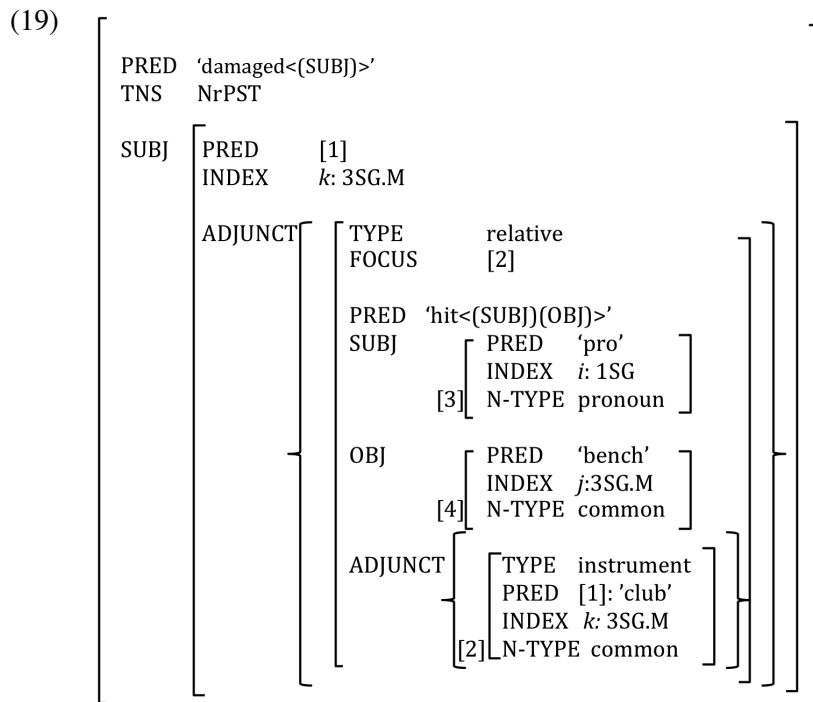 (19)
PRED ‘damaged<(SUBJ)>’
TNS NrPST
SUBJ PRED [1]
INDEX k: 3SG.M
ADJUNCT TYPE relative
FOCUS [2]
PRED ‘hit<(SUBJ)(OBJ)>’
SUBJ PRED ‘pro’
INDEX i: 1SG
[3] N-TYPE pronoun
OBJ PRED ‘bench’
INDEX j:3SG.M
[4] N-TYPE common
ADJUNCT TYPE instrument
PRED [1]: ’club’
INDEX k: 3SG.M
[2] N-TYPE common